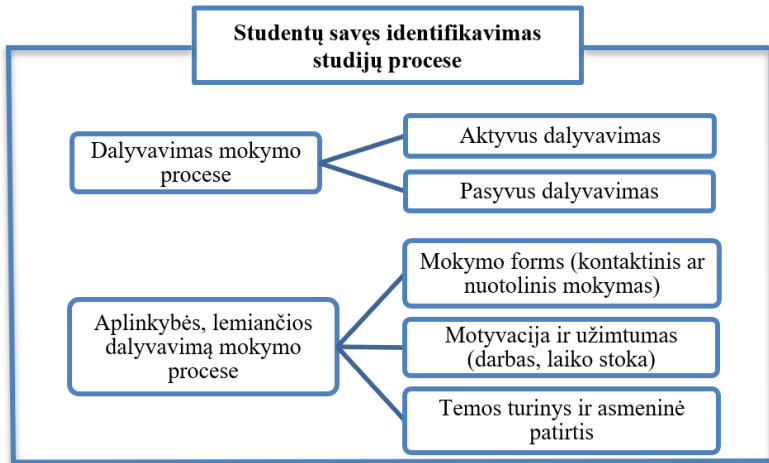 Studentų savęs identifikavimas
studijų procese
Dalyvavimas mokymo
procese
Aktyvus dalyvavimas
Pasyvus dalyvavimas
Aplinkybės, lemiančios
dalyvavimą mokymo
procese
Mokymo forms (kontaktinis ar
nuotolinis mokymas)
Motyvacija ir užimtumas
(darbas, laiko stoka)
Temos turinys ir asmeninė
patirtis